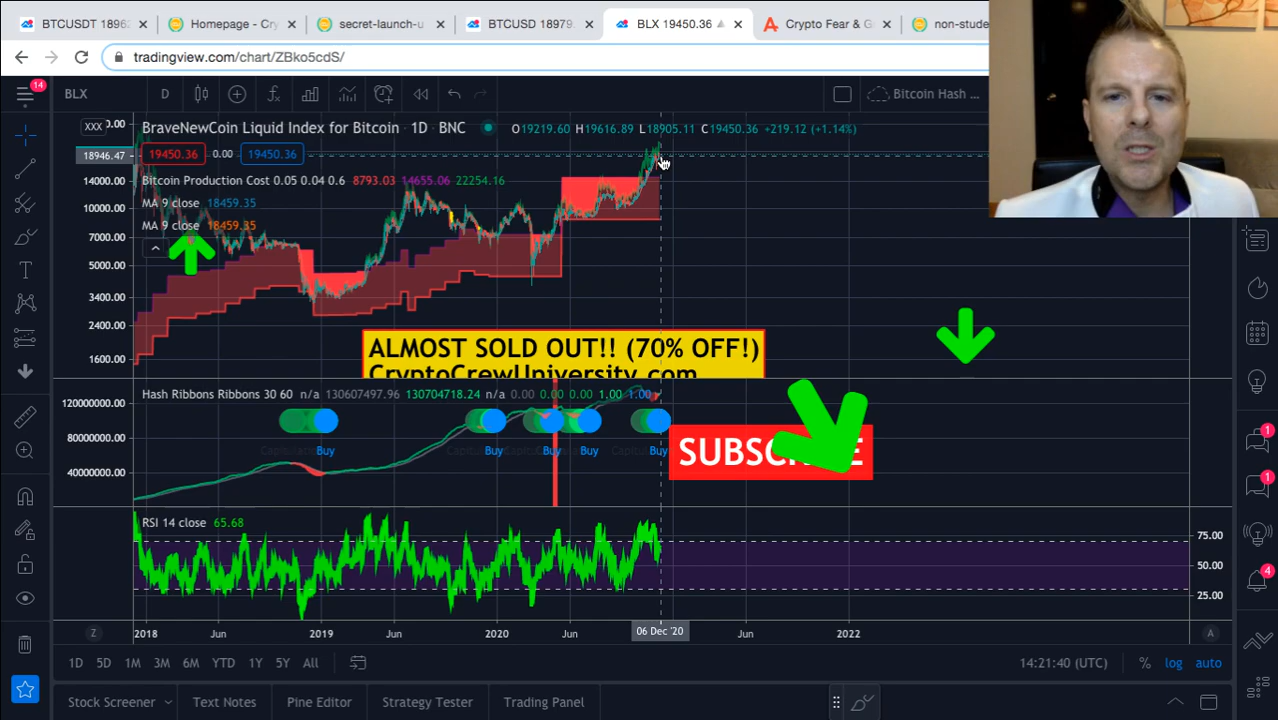 BTCUSDT 1896
Homepage - Cry
secret-launch-u
BTCUSD 18979
BLX 19450.36
Crypto Fear & G
non-stude
tradingview.com/chart/ZBko5cdS/
14
BLX
D
Bitcoin Hash ...
XXX
BraveNewCoin Liquid Index for Bitcoin · 1D · BNC
O19219.60 H19616.89 L18905.11 C19450.36 +219.12 (+1.14%)
18946.47
19450.36 0.00 19450.36
Bitcoin Production Cost 0.05 0.04 0.6 8793.03 14655.06 22254.16
MA 9 close 18459.35
MA 9 close 18459.35
14000.00
10000.00
7000.00
5000.00
3400.00
2400.00
1600.00
ALMOST SOLD OUT!! (70% OFF!)
CryptoCrewUniversity.com
Hash Ribbons Ribbons 30 60 n/a 130607497.96 130704718.24 n/a 0.00 0.00 0.00 1.00 1.00
120000000.00
80000000.00
40000000.00
Buy Buy Buy Buy Buy
SUBSC
E
RSI 14 close 65.68
75.00
50.00
25.00
1
1
4
Z
2018 Jun 2019 Jun 2020 Jun 06 Dec '20 Jun 2022
A
1D 5D 1M 3M 6M YTD 1Y 5Y All
14:21:40 (UTC) % log auto
Stock Screener Text Notes Pine Editor Strategy Tester Trading Panel